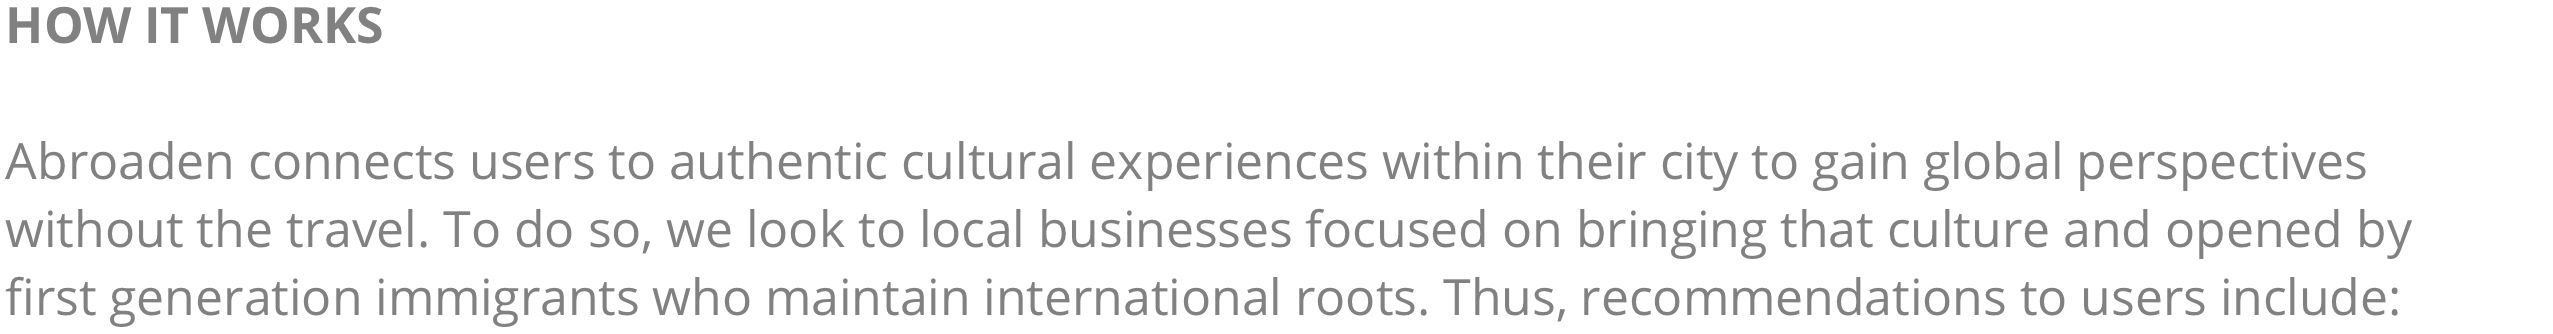 HOW IT WORKS
Abroaden connects users to authentic cultural experiences within their city to gain global perspectives
without the travel. To do so, we look to local businesses focused on bringing that culture and opened by
first generation immigrants who maintain international roots. Thus, recommendations to users include: